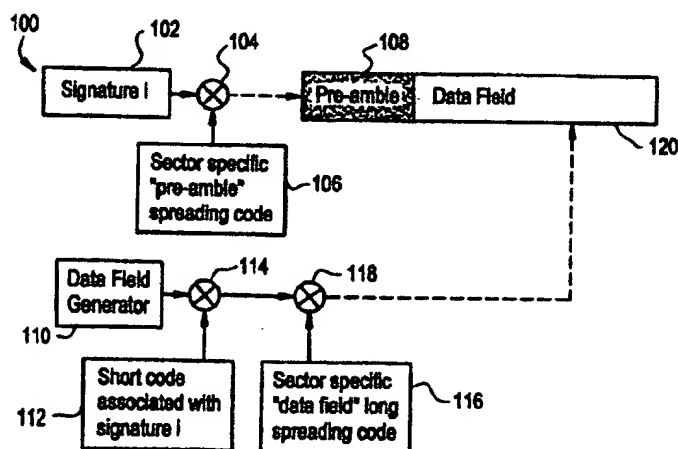 100
102
104
108
Signature i
Pre-amble
Data Field
120
Sector specific
"pre-amble"
spreading code
106
114
118
Data Field
Generator
110
112
Short code
associated with
signature i
Sector specific
"data field" long
spreading code
116